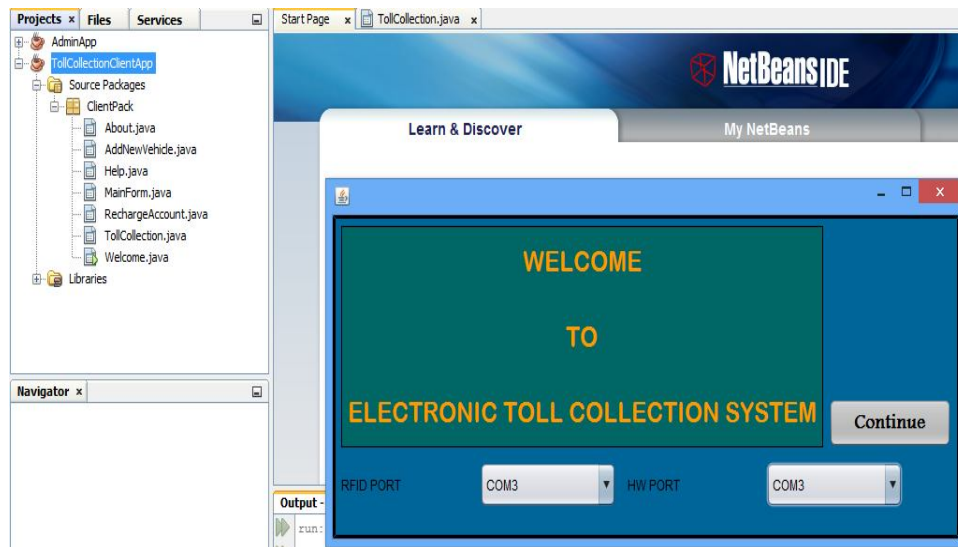 Projects × Files Services
AdminApp
TollCollectionClientApp
Source Packages
ClientPack
About.java
AddNewVehicle.java
Help.java
MainForm.java
RechargeAccount.java
TollCollection.java
Welcome.java
Libraries
Navigator ×
Start Page × TollCollection.java ×
NetBeans IDE
Learn & Discover
My NetBeans
WELCOME
TO
ELECTRONIC TOLL COLLECTION SYSTEM
Continue
RFID PORT COM3 HW PORT COM3
Output -
run: